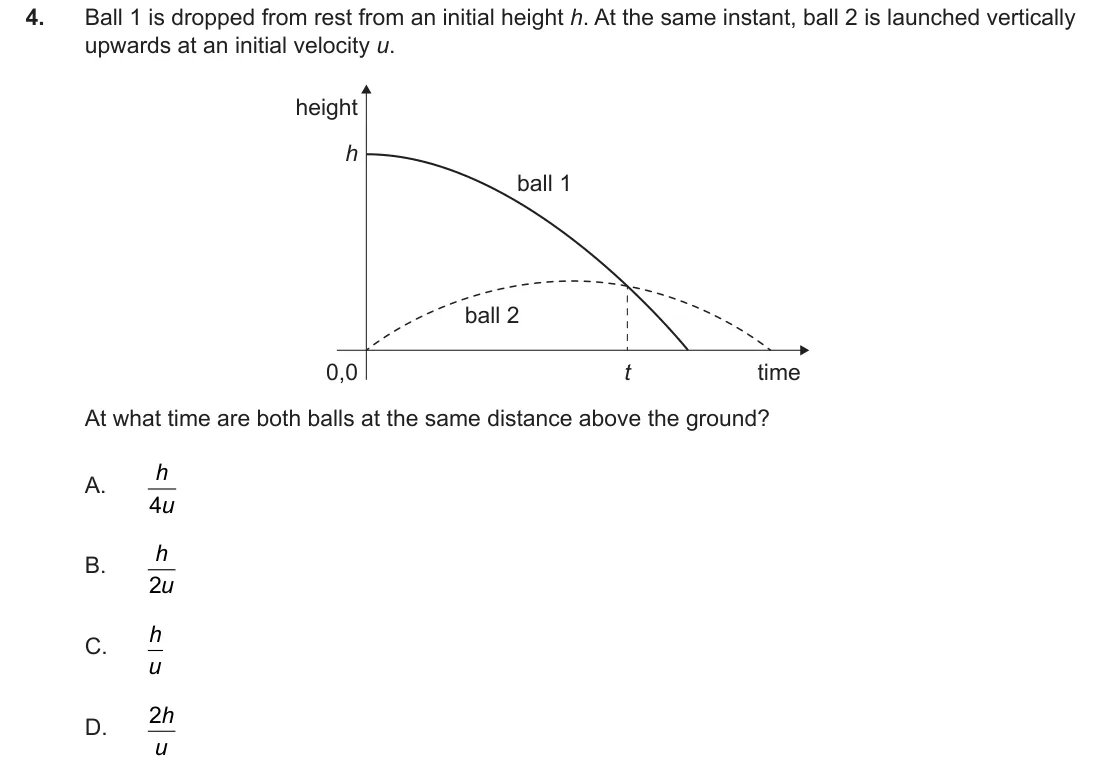 4. Ball 1 is dropped from rest from an initial height h. At the same instant, ball 2 is launched vertically
upwards at an initial velocity u.
height
h
ball 1
ball 2
0,0
t
time
At what time are both balls at the same distance above the ground?
A. h
4u
B. h
2u
C. h
u
D. 2h
u